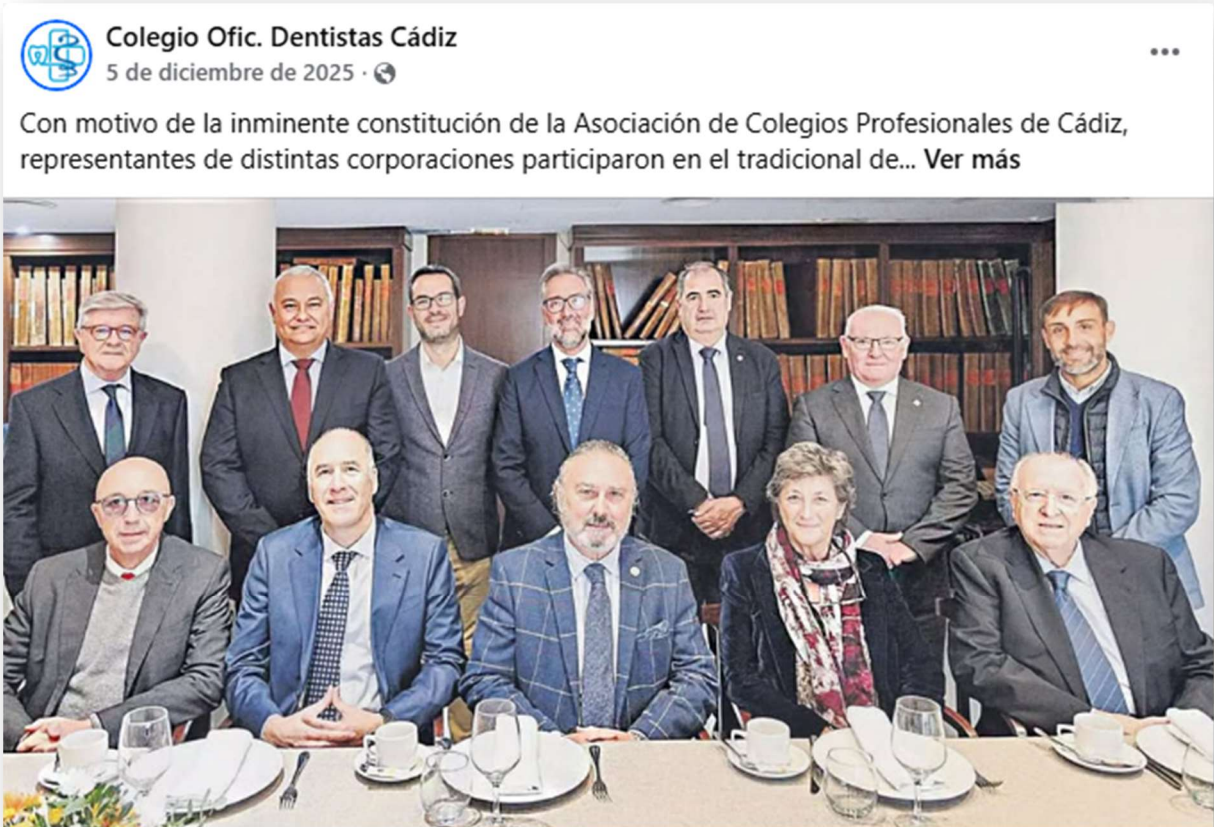 Colegio Ofic. Dentistas Cádiz
5 de diciembre de 2025 ·
Con motivo de la inminente constitución de la Asociación de Colegios Profesionales de Cádiz,
representantes de distintas corporaciones participaron en el tradicional de... Ver más